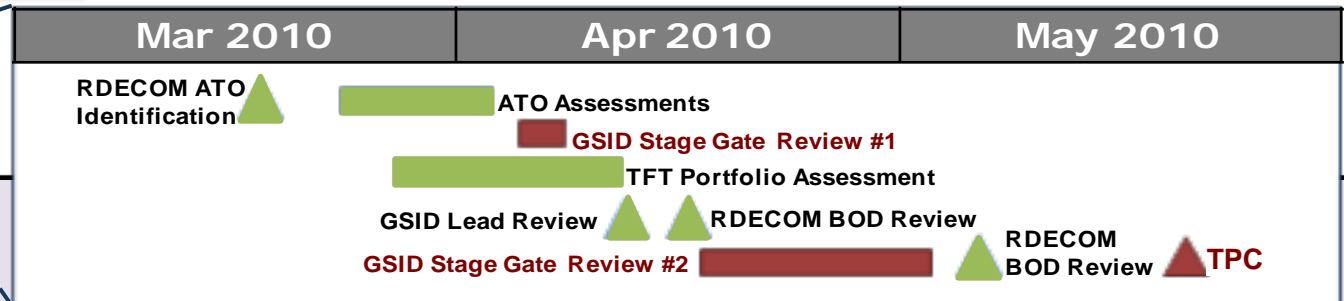 Mar 2010
Apr 2010
May 2010
RDECOM ATO
Identification
ATO Assessments
GSID Stage Gate Review #1
TFT Portfolio Assessment
GSID Lead Review
RDECOM BOD Review
GSID Stage Gate Review #2
RDECOM
BOD Review
TPC